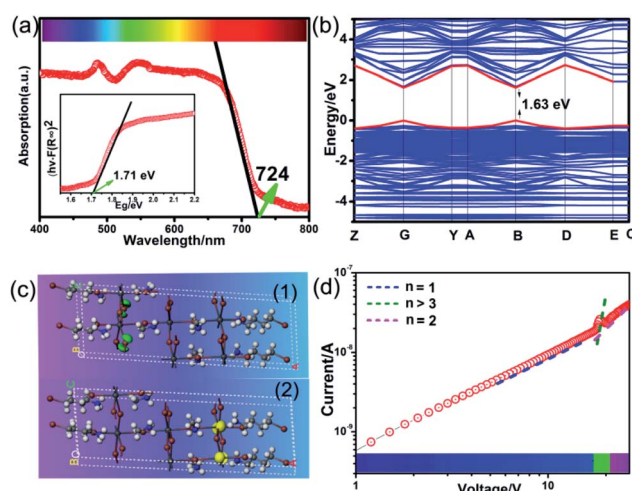 (a)
Absorption(a.u.)
(hν·F(R∞))²
1.71 eV
1.6 1.7 1.8 1.9 2.0 2.1 2.2
Eg/eV
724
400 500 600 700 800
Wavelength/nm
(b)
Energy/eV
4
2
0
-2
-4
1.63 eV
Z G Y A B D E C
(c)
(1)
(2)
B
A
B
(d)
Current/A
10⁻⁷
10⁻⁸
10⁻⁹
n = 1
n > 3
n = 2
1 10
Voltage/V